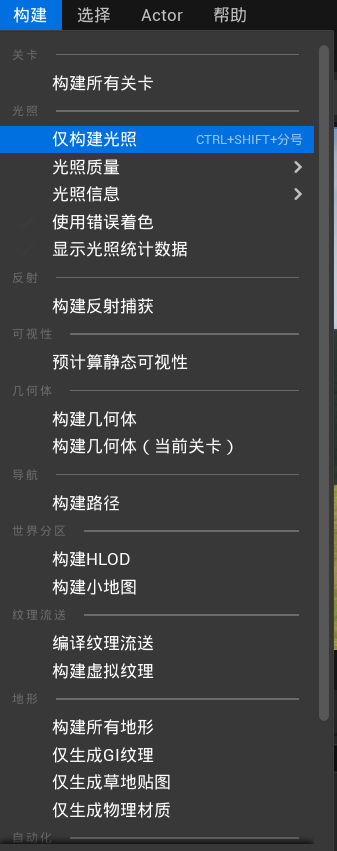 构建 选择 Actor 帮助
关卡
构建所有关卡
光照
仅构建光照 CTRL+SHIFT+分号
光照质量
光照信息
使用错误着色
显示光照统计数据
反射
构建反射捕获
可视性
预计算静态可视性
几何体
构建几何体
构建几何体（当前关卡）
导航
构建路径
世界分区
构建HLOD
构建小地图
纹理流送
编译纹理流送
构建虚拟纹理
地形
构建所有地形
仅生成GI纹理
仅生成草地贴图
仅生成物理材质
自动化